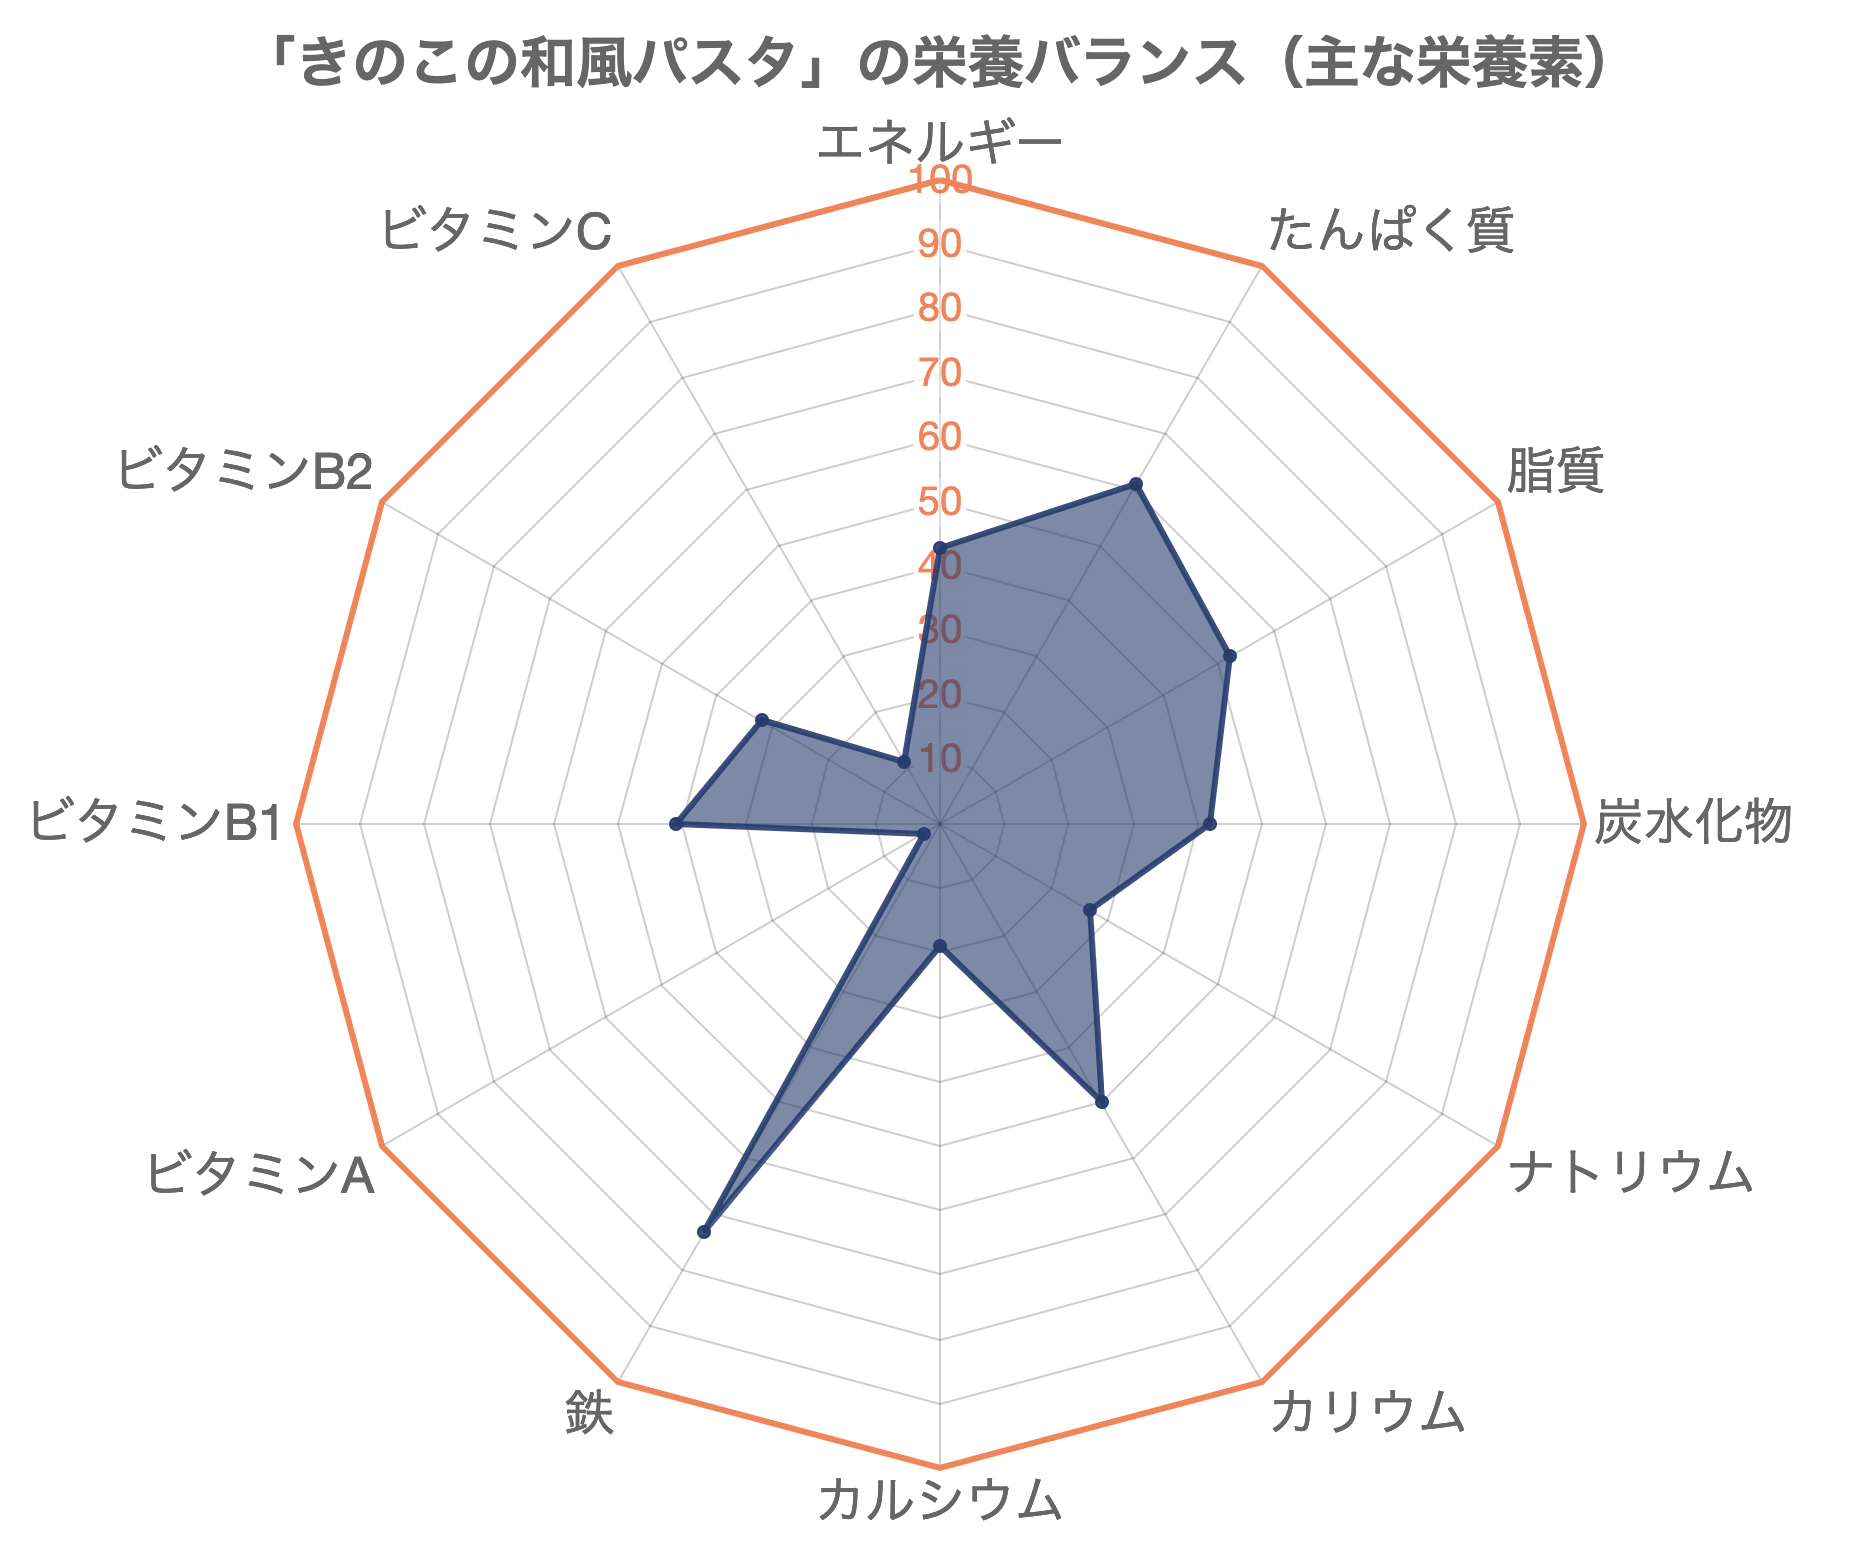 「きのこの和風パスタ」の栄養バランス（主な栄養素）
エネルギー
たんぱく質
脂質
炭水化物
ナトリウム
カリウム
カルシウム
鉄
ビタミンA
ビタミンB1
ビタミンB2
ビタミンC
100
90
80
70
60
50
40
30
20
10